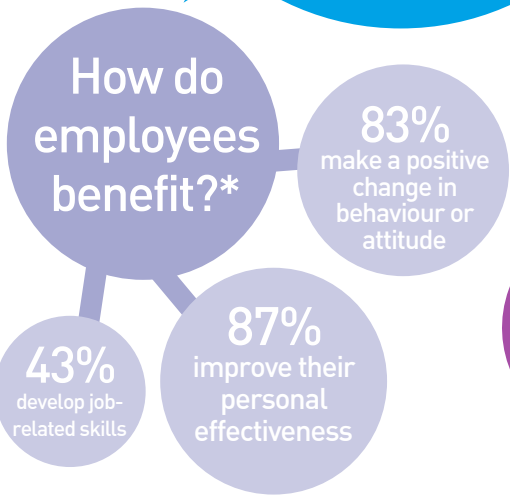 How do
employees
benefit?*
83%
make a positive
change in
behaviour or
attitude
87%
improve their
personal
effectiveness
43%
develop job-
related skills